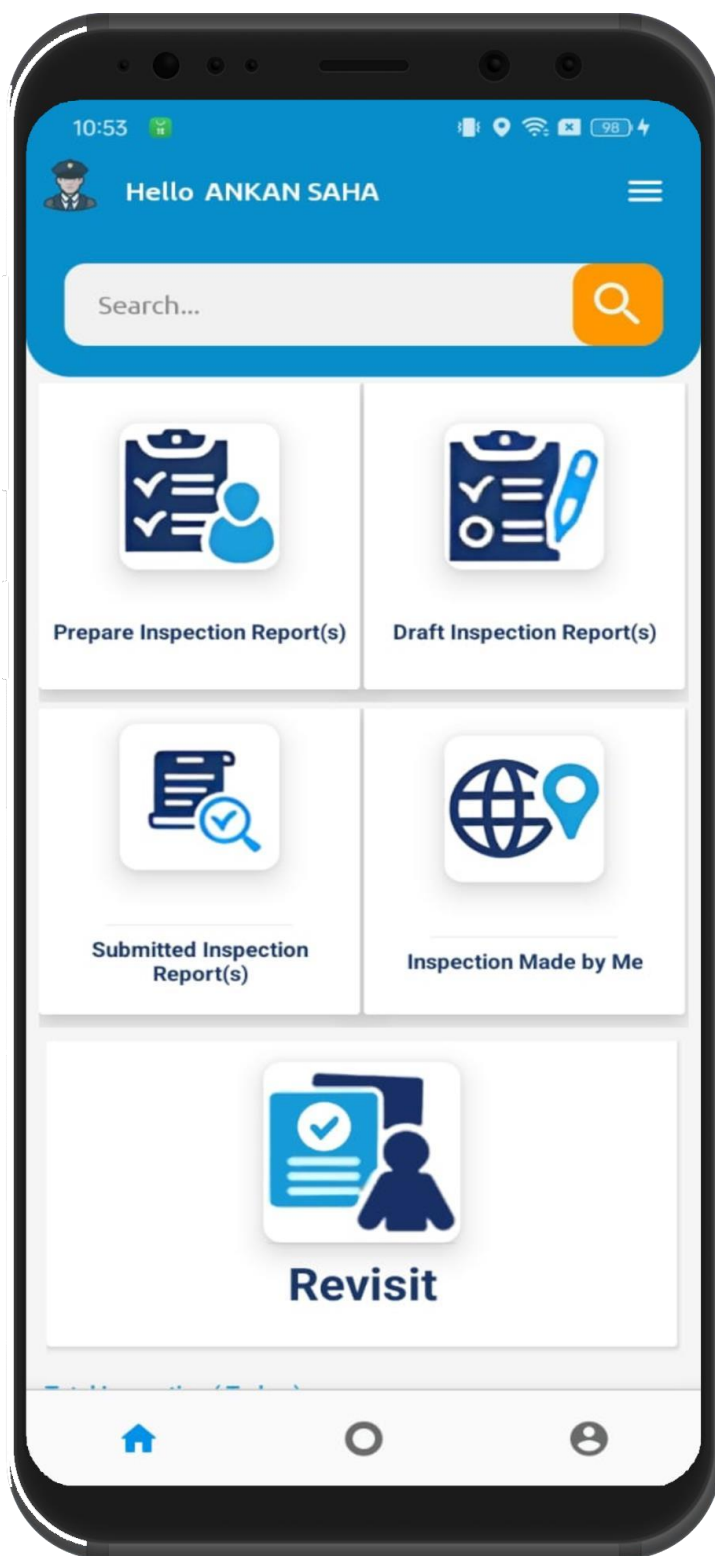 10:53
98
Hello ANKAN SAHA
Search...
Prepare Inspection Report(s)
Draft Inspection Report(s)
Submitted Inspection
Report(s)
Inspection Made by Me
Revisit